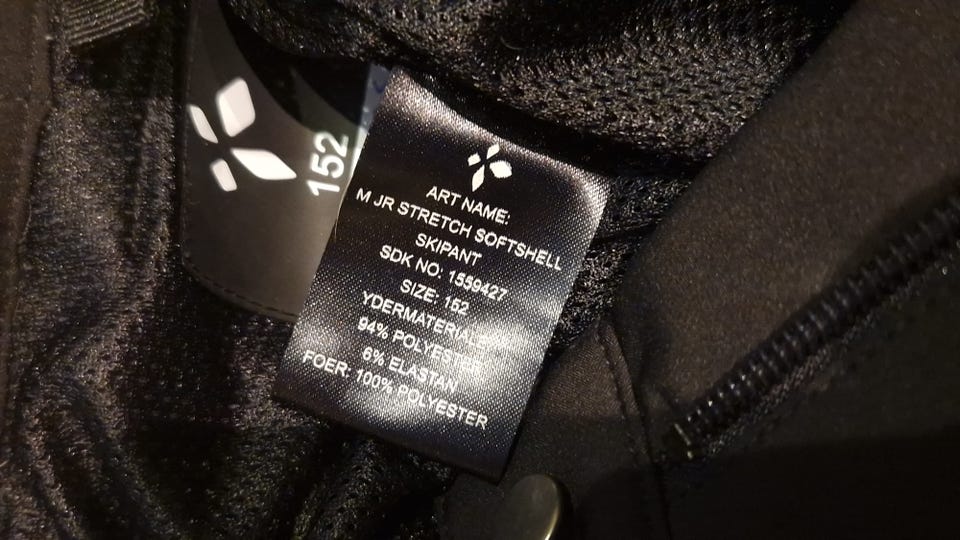 152
ART NAME:
M JR STRETCH SOFTSHELL
SKIPANT
SDK NO: 1559427
SIZE: 152
YDERMATERIALE
94% POLYESTER
6% ELASTAN
FOER: 100% POLYESTER